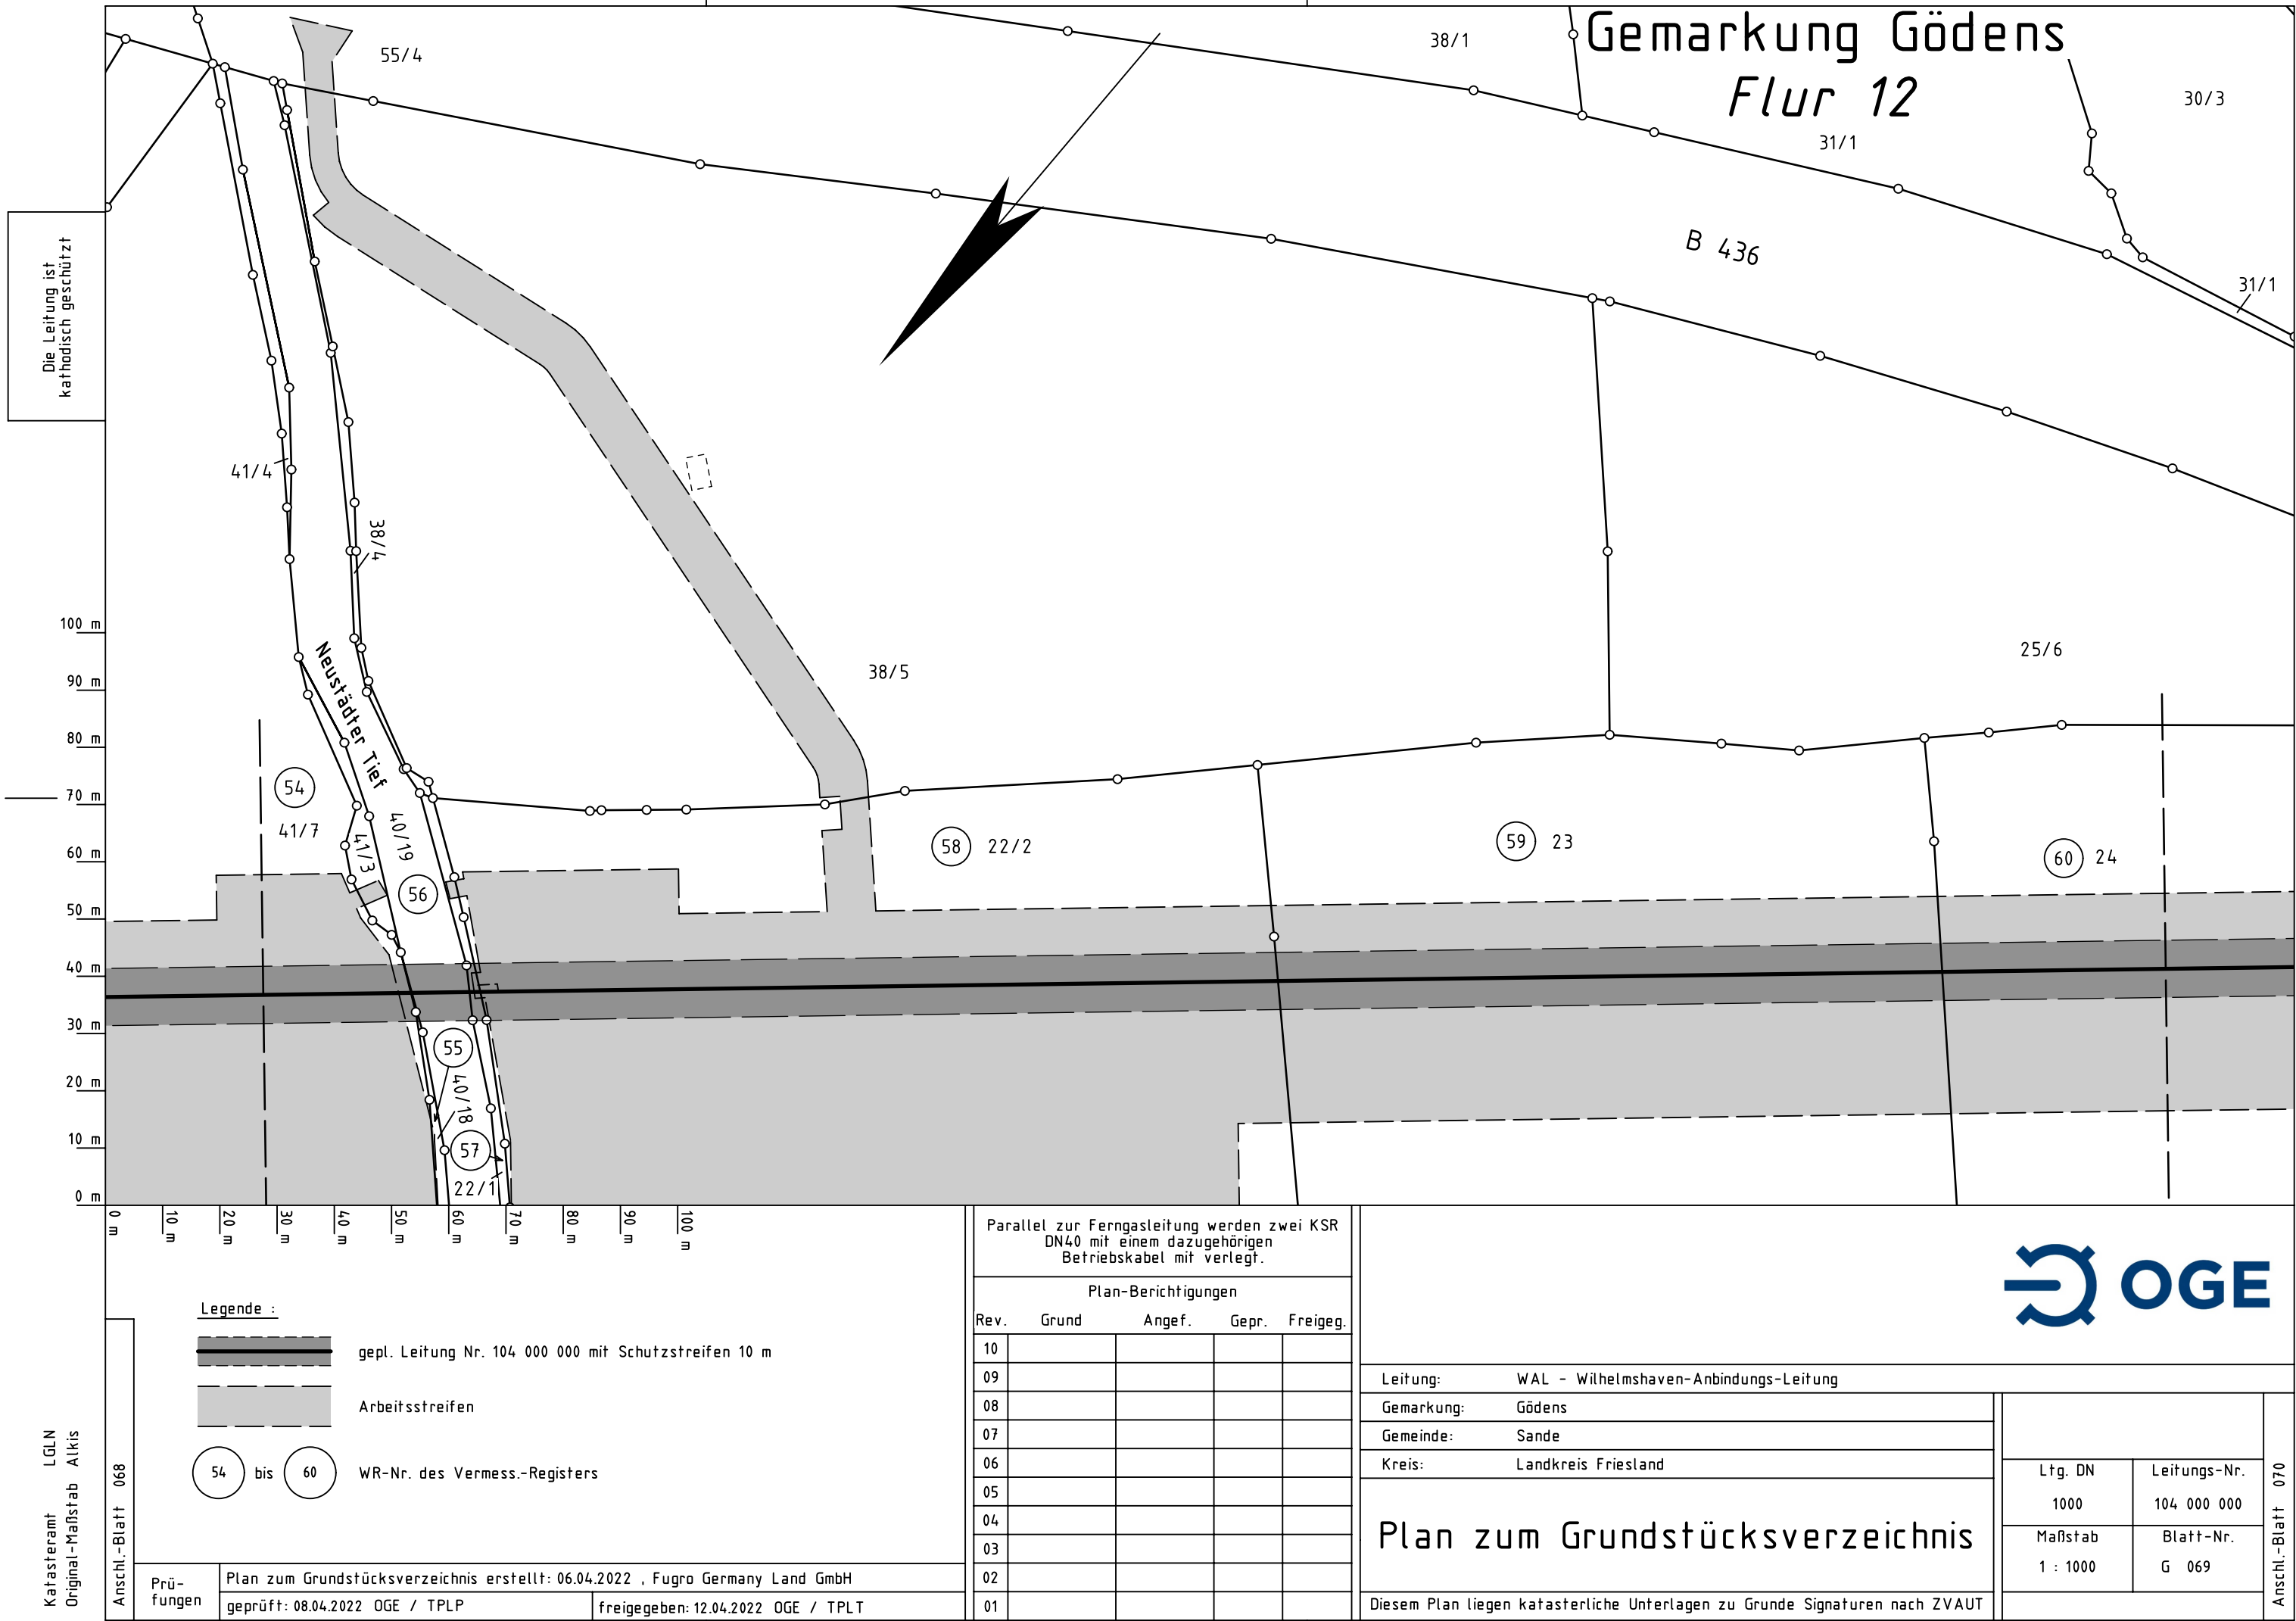 Gemarkung Gödens
Flur 12
55/4
38/1
30/3
31/1
B 436
31/1
Die Leitung ist
kathodisch geschützt
41/4
38/4
Neustädter Tief
38/5
25/6
100 m
90 m
80 m
70 m
60 m
50 m
40 m
30 m
20 m
10 m
0 m
54
41/7
41/3
40/19
56
58 22/2
59 23
60 24
55
40/18
57
22/1
0 m
10 m
20 m
30 m
40 m
50 m
60 m
70 m
80 m
90 m
100 m
Legende :
gepl. Leitung Nr. 104 000 000 mit Schutzstreifen 10 m
Arbeitsstreifen
54 bis 60 WR-Nr. des Vermess.-Registers
Katasteramt LGLN
Original-Maßstab Alkis
Anschl.-Blatt 068
Prü-
fungen
Plan zum Grundstücksverzeichnis erstellt: 06.04.2022 , Fugro Germany Land GmbH
geprüft: 08.04.2022 OGE / TPLP
freigegeben: 12.04.2022 OGE / TPLT
Parallel zur Ferngasleitung werden zwei KSR
DN40 mit einem dazugehörigen
Betriebskabel mit verlegt.
Plan-Berichtigungen
Rev. Grund Angef. Gepr. Freigeg.
10
09
08
07
06
05
04
03
02
01
OGE
Leitung: WAL - Wilhelmshaven-Anbindungs-Leitung
Gemarkung: Gödens
Gemeinde: Sande
Kreis: Landkreis Friesland
Plan zum Grundstücksverzeichnis
Diesem Plan liegen katasterliche Unterlagen zu Grunde Signaturen nach ZVAUT
Ltg. DN Leitungs-Nr.
1000 104 000 000
Maßstab Blatt-Nr.
1 : 1000 G 069
Anschl.-Blatt 070